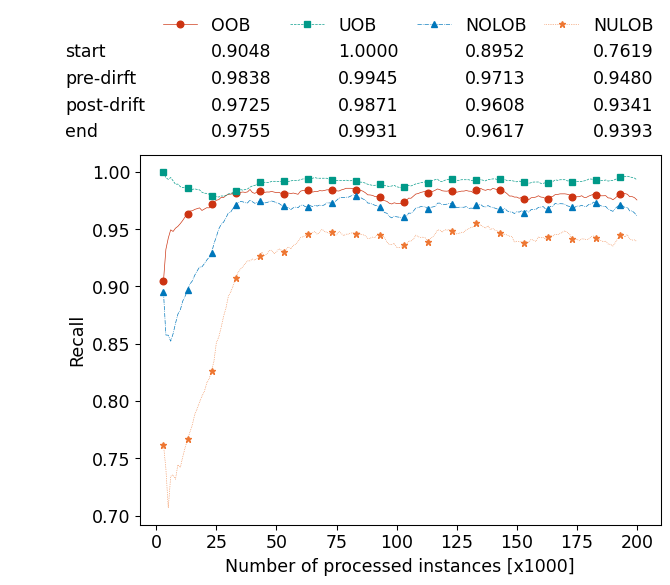 OOB UOB NOLOB NULOB
start 0.9048 1.0000 0.8952 0.7619
pre-dirft 0.9838 0.9945 0.9713 0.9480
post-drift 0.9725 0.9871 0.9608 0.9341
end 0.9755 0.9931 0.9617 0.9393
1.00
0.95
0.90
0.85
0.80
0.75
0.70
Recall
0 25 50 75 100 125 150 175 200
Number of processed instances [x1000]